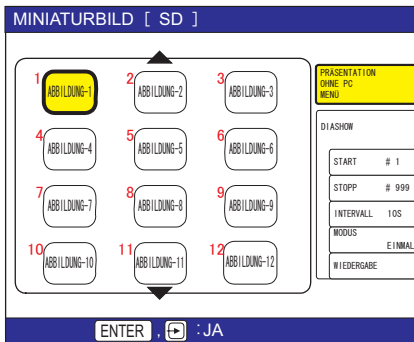 MINIATURBILD [ SD ]
1 2 3
ABBILDUNG-1 ABBILDUNG-2 ABBILDUNG-3
4 5 6
ABBILDUNG-4 ABBILDUNG-5 ABBILDUNG-6
7 8 9
ABBILDUNG-7 ABBILDUNG-8 ABBILDUNG-9
10 11 12
ABBILDUNG-10 ABBILDUNG-11 ABBILDUNG-12
PRÄSENTATION
OHNE PC
MENÜ
DIASHOW
START # 1
STOPP # 999
INTERVALL 10S
MODUS
EINMAL
WIEDERGABE
ENTER , :JA